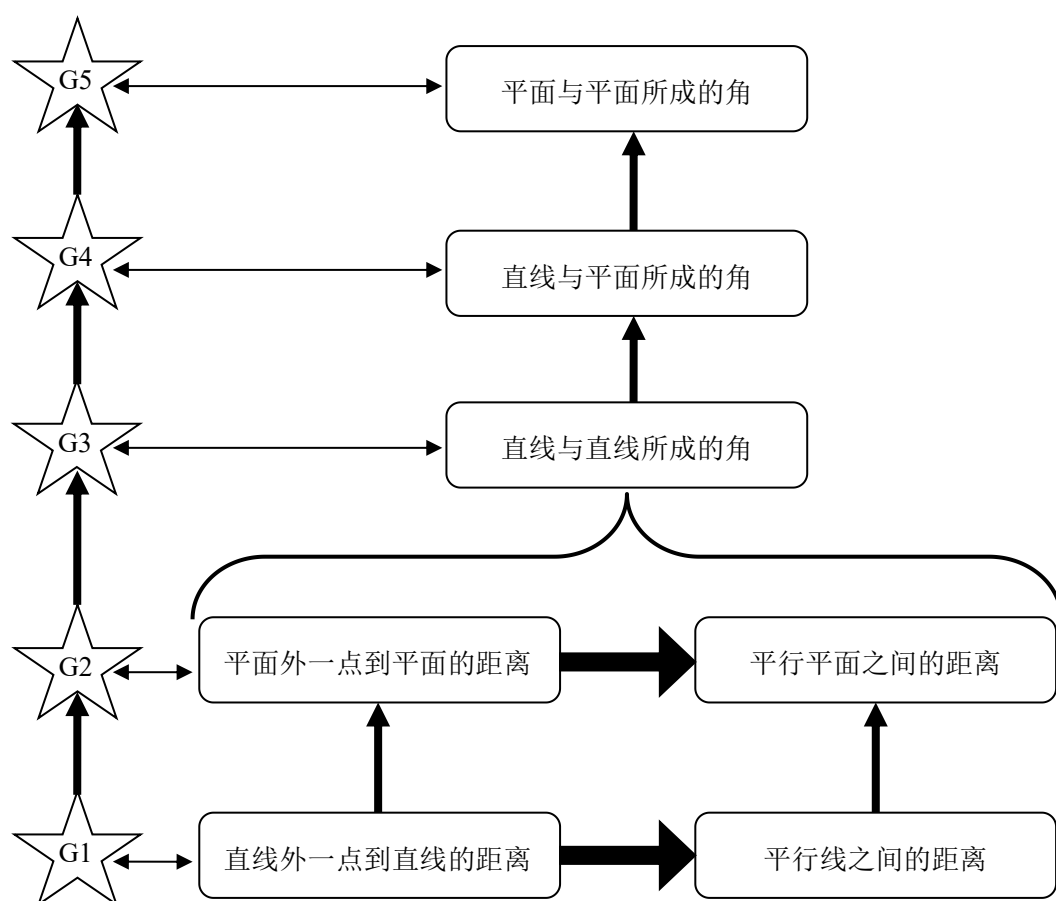 G5
平面与平面所成的角
G4
直线与平面所成的角
G3
直线与直线所成的角
G2
平面外一点到平面的距离
平行平面之间的距离
G1
直线外一点到直线的距离
平行线之间的距离